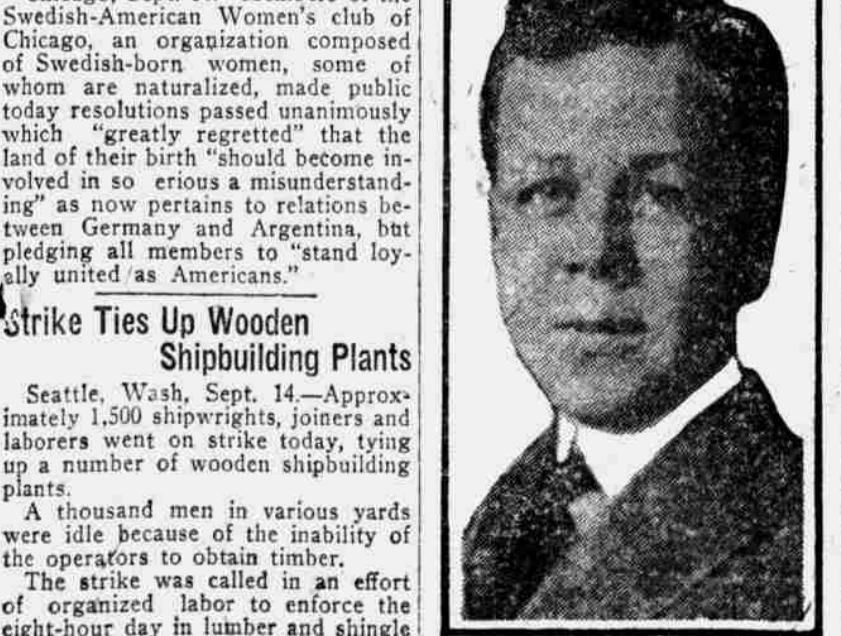 Swedish-American Women's club of
Chicago, an organization composed
of Swedish-born women, some of
whom are naturalized, made public
today resolutions passed unanimously
which "greatly regretted" that the
land of their birth "should become in-
volved in so erious a misunderstand-
ing" as now pertains to relations be-
tween Germany and Argentina, but
pledging all members to "stand loy-
ally united as Americans."
Strike Ties Up Wooden
Shipbuilding Plants
Seattle, Wash, Sept. 14.—Approx-
imately 1,500 shipwrights, joiners and
laborers went on strike today, tying
up a number of wooden shipbuilding
plants.
A thousand men in various yards
were idle because of the inability of
the operators to obtain timber.
The strike was called in an effort
of organized labor to enforce the
eight-hour day in lumber and shingle